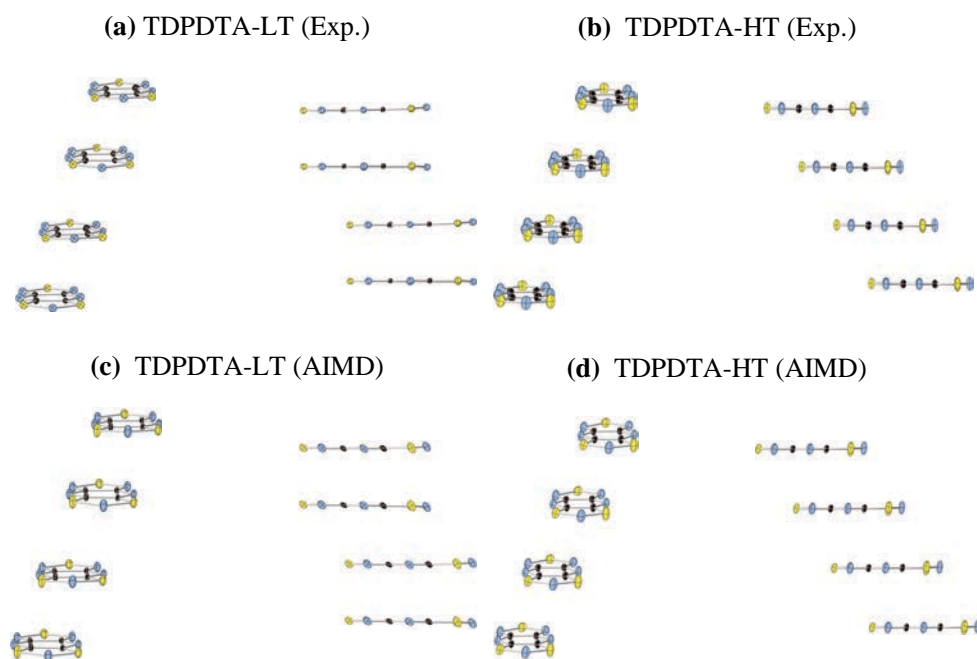 (a) TDPDTA-LT (Exp.)
(b) TDPDTA-HT (Exp.)
(c) TDPDTA-LT (AIMD)
(d) TDPDTA-HT (AIMD)